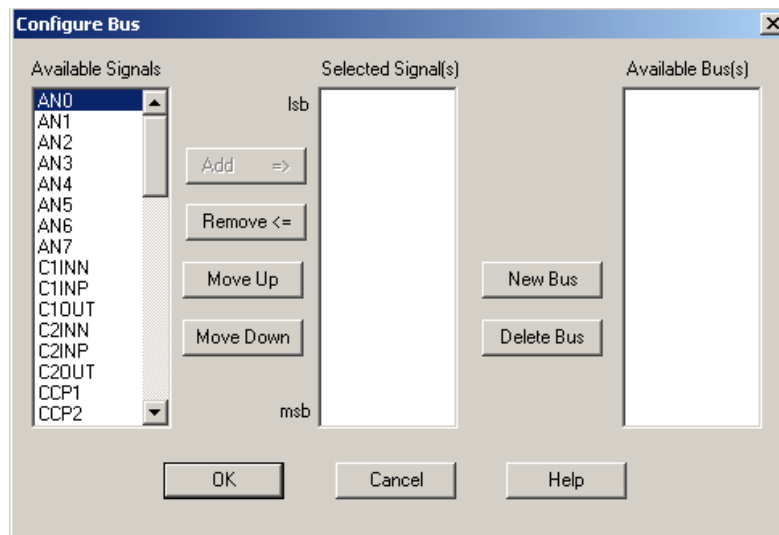 Configure Bus
Available Signals
Selected Signal(s)
Available Bus(s)
AN0
AN1
AN2
AN3
AN4
AN5
AN6
AN7
C1INN
C1INP
C1OUT
C2INN
C2INP
C2OUT
CCP1
CCP2
lsb
Add =>
Remove <=
Move Up
Move Down
msb
New Bus
Delete Bus
OK
Cancel
Help